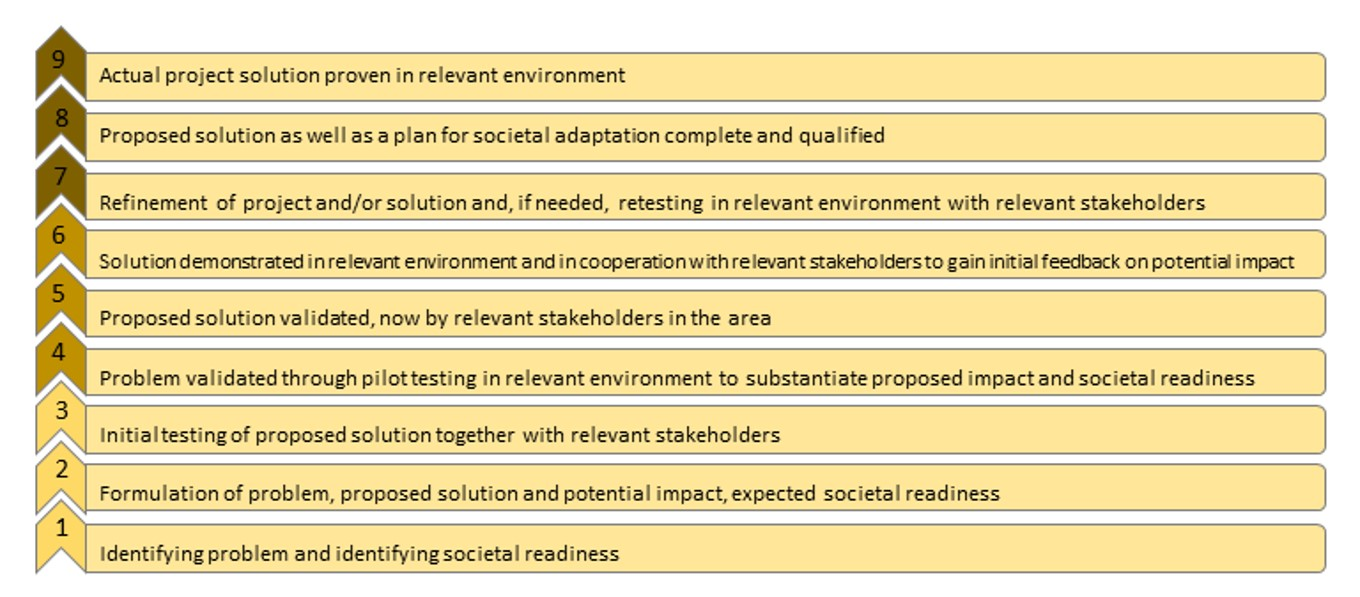 9
Actual project solution proven in relevant environment
8
Proposed solution as well as a plan for societal adaptation complete and qualified
7
Refinement of project and/or solution and, if needed, retesting in relevant environment with relevant stakeholders
6
Solution demonstrated in relevant environment and in cooperation with relevant stakeholders to gain initial feedback on potential impact
5
Proposed solution validated, now by relevant stakeholders in the area
4
Problem validated through pilot testing in relevant environment to substantiate proposed impact and societal readiness
3
Initial testing of proposed solution together with relevant stakeholders
2
Formulation of problem, proposed solution and potential impact, expected societal readiness
1
Identifying problem and identifying societal readiness